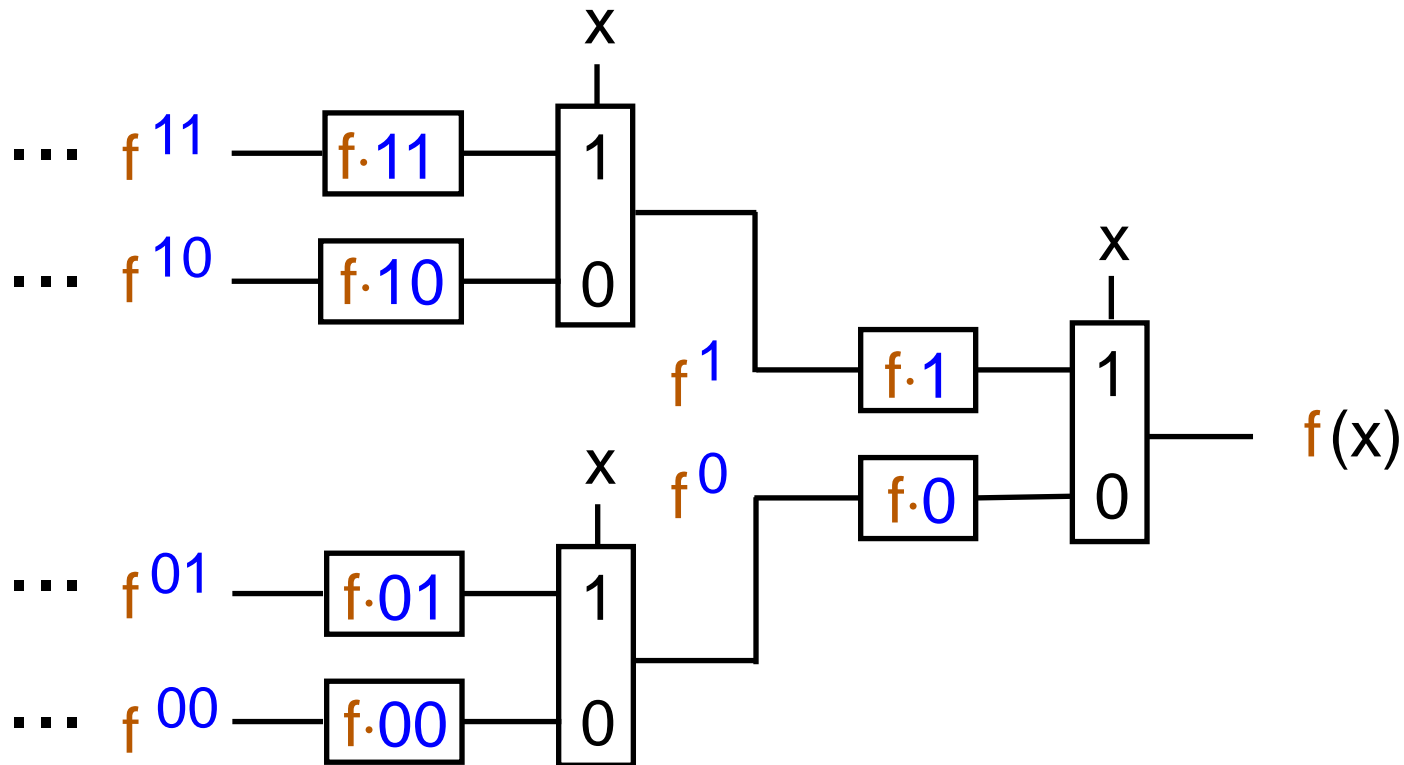 x
... f 11 f·11 1
... f 10 f·10 0
x
f 1 f·1 1
f(x)
f 0 f·0 0
x
... f 01 f·01 1
... f 00 f·00 0